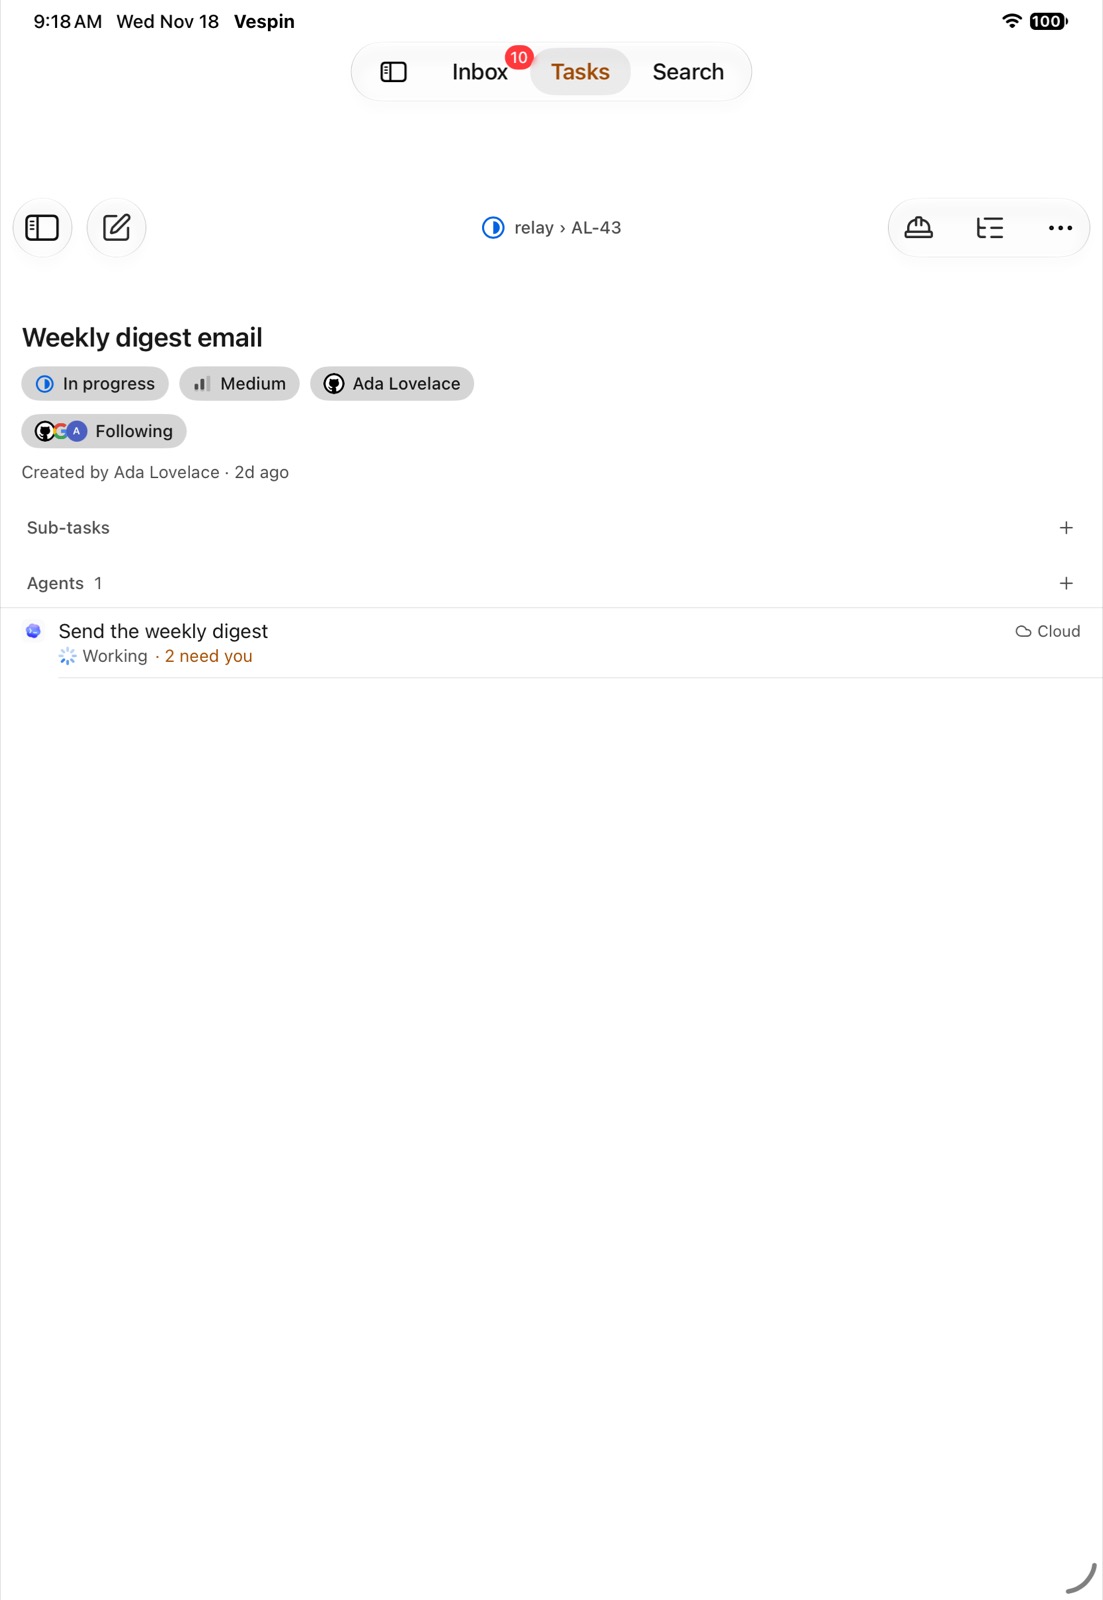 9:18 AM Wed Nov 18 Vespin
100
Inbox 10 Tasks Search
relay › AL-43
Weekly digest email
In progress Medium Ada Lovelace
A Following
Created by Ada Lovelace · 2d ago
Sub-tasks
Agents 1
Send the weekly digest Cloud
Working · 2 need you